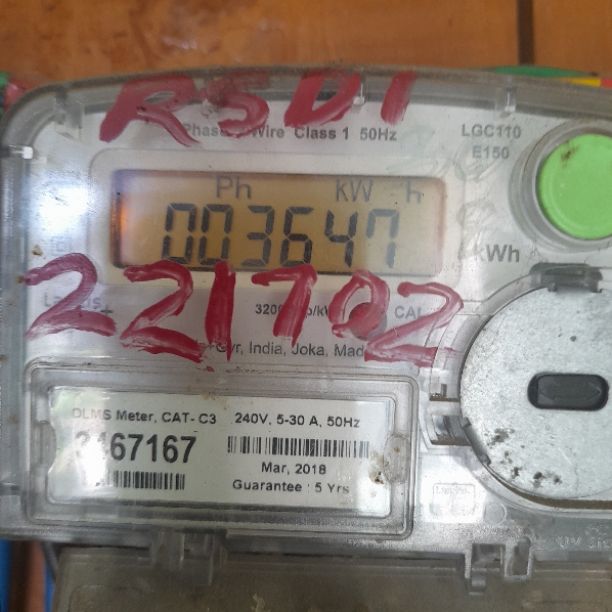 RSDI
Phase Wire Class 1 50Hz
LGC110
E150
Ph kW h
003647
kWh
221702
CAL
India, Joka,
DLMS Meter, CAT- C3
240V, 5-30 A, 50Hz
67167
Mar, 2018
Guarantee : 5 Yrs